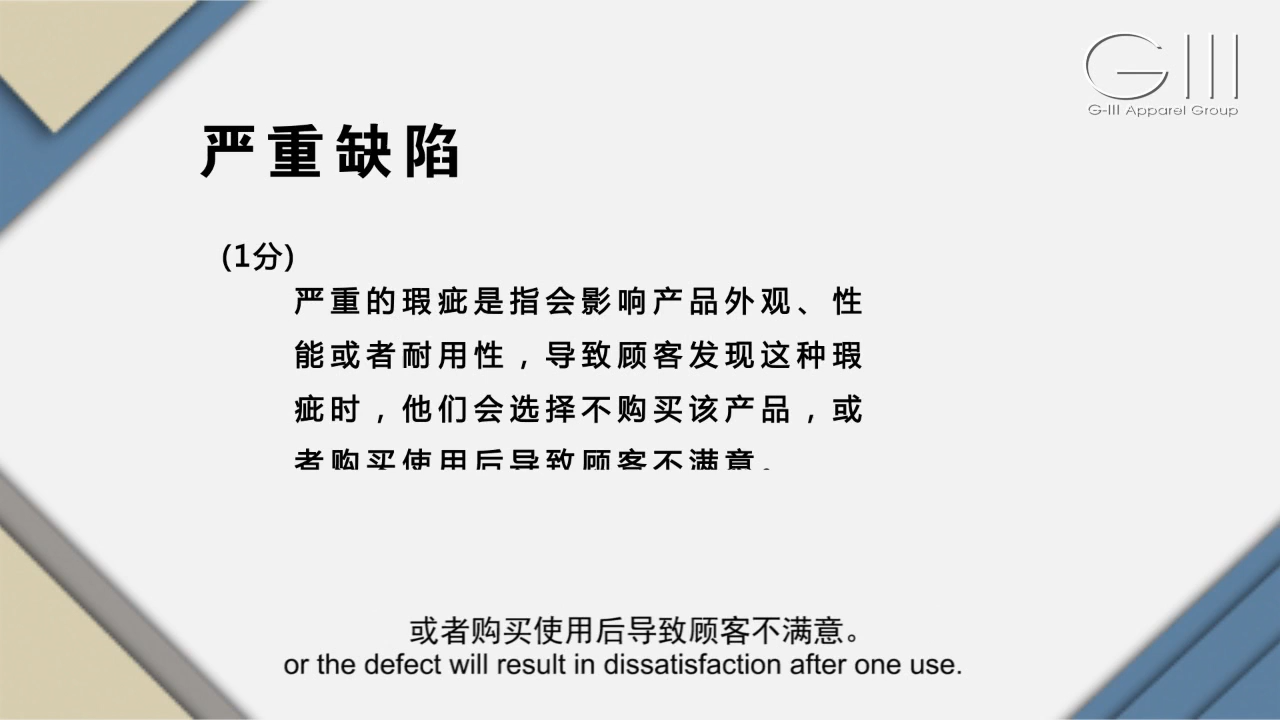 GIII
G-III Apparel Group
严重缺陷
(1分)
严重的瑕疵是指会影响产品外观、性
能或者耐用性，导致顾客发现这种瑕
疵时，他们会选择不购买该产品，或
者购买使用后导致顾客不满意。
或者购买使用后导致顾客不满意。
or the defect will result in dissatisfaction after one use.